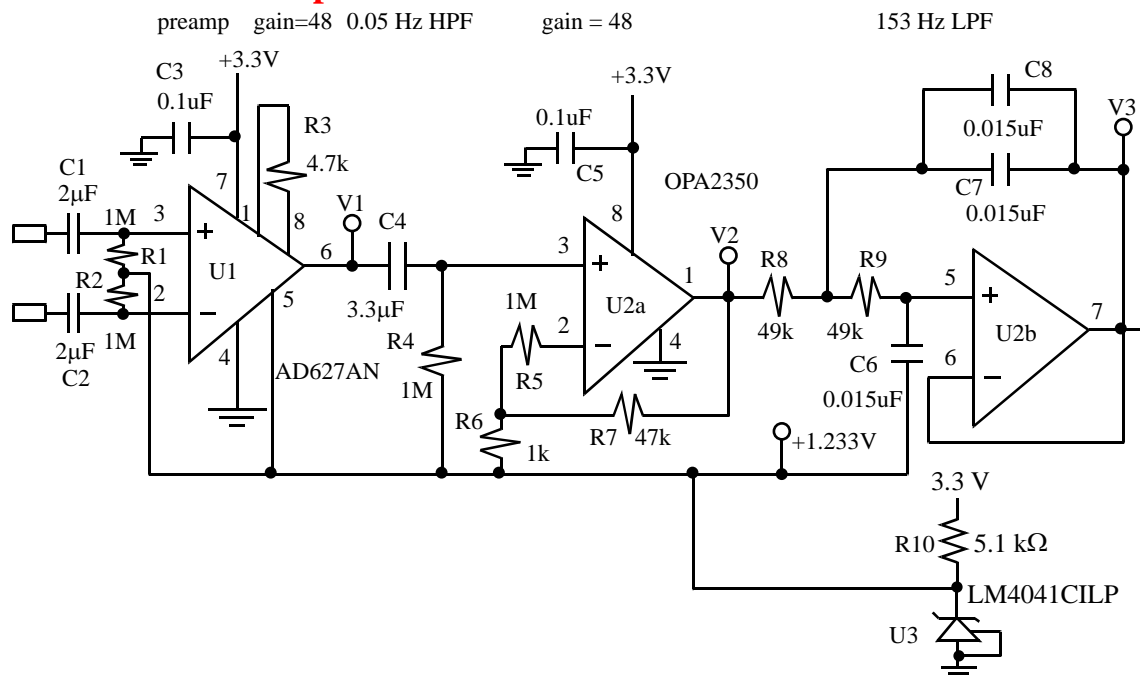 preamp gain=48 0.05 Hz HPF gain = 48 153 Hz LPF
+3.3V
C3
0.1uF
R3
4.7k
7
1
8
C1
2µF
1M
3
+
R1
U1
6
V1
C4
3.3µF
R2
2
5
1M
2µF
C2
4
AD627AN
R4
1M
+3.3V
0.1uF
C5
OPA2350
8
3
+
U2a
1
V2
1M
2
R5
4
R6
1k
R7
47k
R8
49k
R9
49k
C8
0.015uF
C7
0.015uF
V3
5
+
U2b
7
6
C6
0.015uF
+1.233V
3.3 V
R10
5.1 kΩ
LM4041CILP
U3